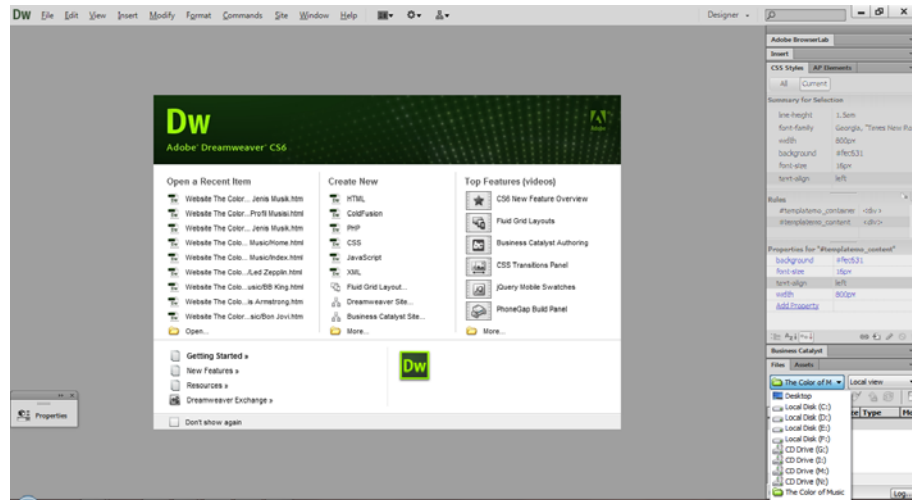 DW File Edit View Insert Modify Format Commands Site Window Help Designer
Adobe BrowserLab
Insert
CSS Styles AP Elements
All Current
Summary for Selection
line-height 1.5em
font-family Georgia, "Times New Ro
width 800px
background #fec531
font-size 16px
text-align left
Rules
#templatemo_container <div>
#templatemo_content <div>
Properties for "#templatemo_content"
background #fec531
font-size 16px
text-align left
width 800px
Add Property
Business Catalyst
Files Assets
The Color of M Local view
Desktop
Local Disk (C:)
Local Disk (D:)
Local Disk (E:)
Local Disk (F:)
CD Drive (G:)
CD Drive (I:)
CD Drive (M:)
CD Drive (N:)
The Color of Music
re Type Mo
Log...
Properties
Dw
Adobe® Dreamweaver® CS6
Adobe
Open a Recent Item
Website The Color... Jenis Musik.htm
Website The Color...Profil Musisi.htm
Website The Colo... Music/Home.html
Website The Colo... Music/Index.html
Website The Colo.../Led Zepplin.html
Website The Colo...usic/BB King.html
Website The Colo...is Armstrong.htm
Website The Color...sic/Bon Jovi.htm
Open...
Create New
HTML
ColdFusion
PHP
CSS
JavaScript
XML
Fluid Grid Layout...
Dreamweaver Site...
Business Catalyst Site...
More...
Top Features (videos)
CS6 New Feature Overview
Fluid Grid Layouts
Business Catalyst Authoring
CSS Transitions Panel
jQuery Mobile Swatches
PhoneGap Build Panel
More...
Getting Started »
New Features »
Resources »
Dreamweaver Exchange »
Dw
Don't show again